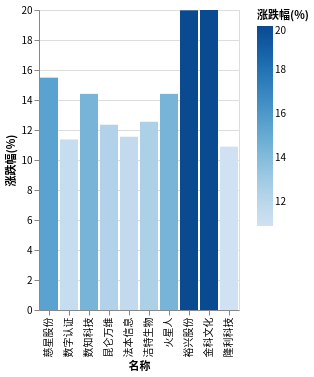 涨跌幅(%)
20
18
16
14
12
10
8
6
4
2
0
涨跌幅(%)
20
18
16
14
12
慈星股份
数字认证
数知科技
昆仑万维
法本信息
洁特生物
火星人
裕兴股份
金科文化
隆利科技
名称